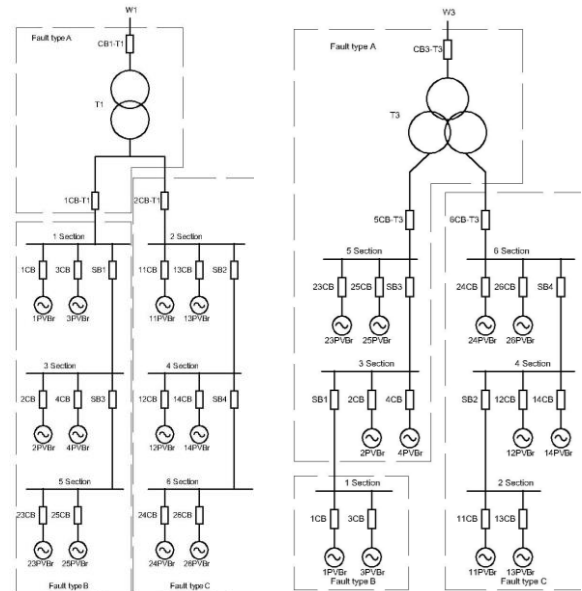 W1
Fault type A
CB1-T1
T1
1CB-T1
2CB-T1
1 Section
2 Section
1CB
3CB
SB1
11CB
13CB
SB2
1PVBr
3PVBr
11PVBr
13PVBr
3 Section
4 Section
2CB
4CB
SB3
12CB
14CB
SB4
2PVBr
4PVBr
12PVBr
14PVBr
5 Section
6 Section
23CB
25CB
24CB
26CB
23PVBr
25PVBr
24PVBr
26PVBr
Fault type B
Fault type C
W3
Fault type A
CB3-T3
T3
5CB-T3
6CB-T3
5 Section
6 Section
23CB
25CB
SB3
24CB
26CB
SB4
23PVBr
25PVBr
24PVBr
26PVBr
3 Section
4 Section
SB1
2CB
4CB
SB2
12CB
14CB
2PVBr
4PVBr
12PVBr
14PVBr
1 Section
2 Section
1CB
3CB
11CB
13CB
1PVBr
3PVBr
11PVBr
13PVBr
Fault type B
Fault type C